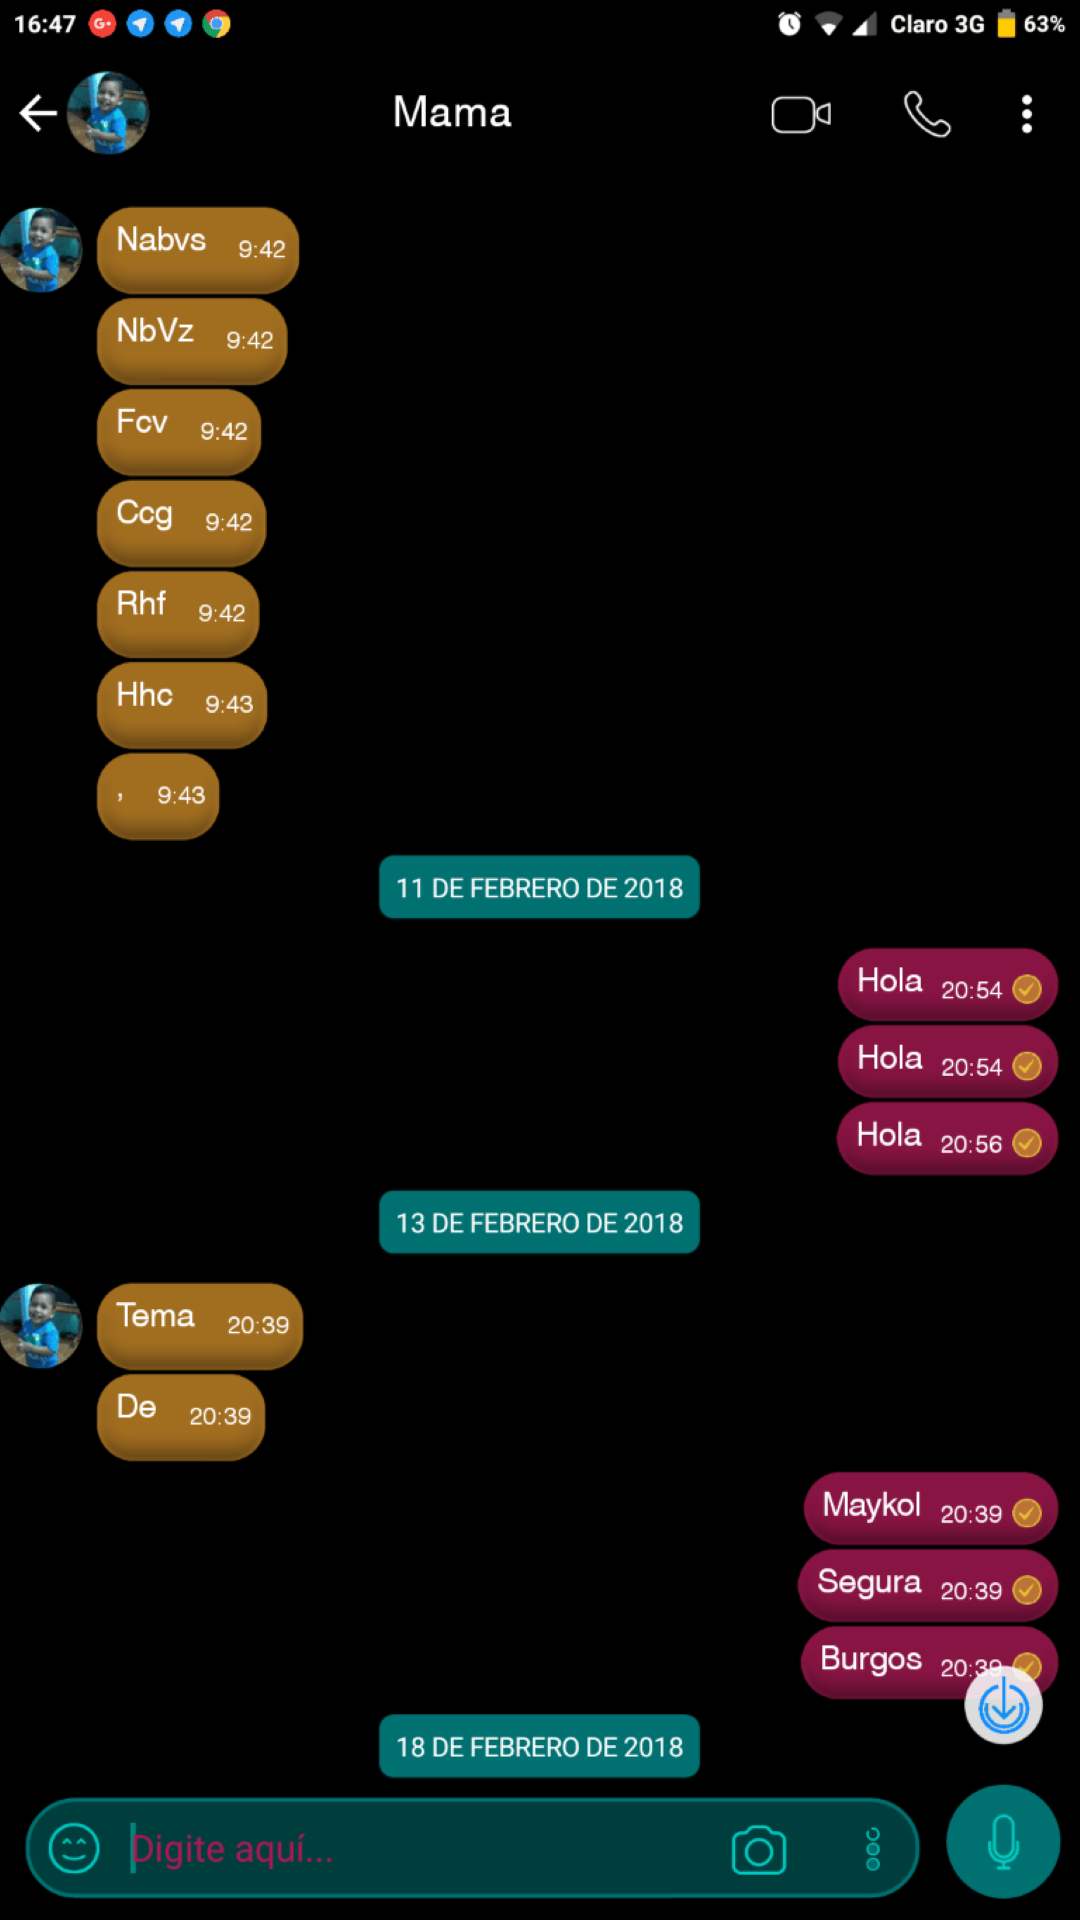 16:47 G+ Claro 3G 63%
Mama
Nabvs 9:42
NbVz 9:42
Fcv 9:42
Ccg 9:42
Rhf 9:42
Hhc 9:43
, 9:43
11 DE FEBRERO DE 2018
Hola 20:54
Hola 20:54
Hola 20:56
13 DE FEBRERO DE 2018
Tema 20:39
De 20:39
Maykol 20:39
Segura 20:39
Burgos 20:39
18 DE FEBRERO DE 2018
Digite aquí...